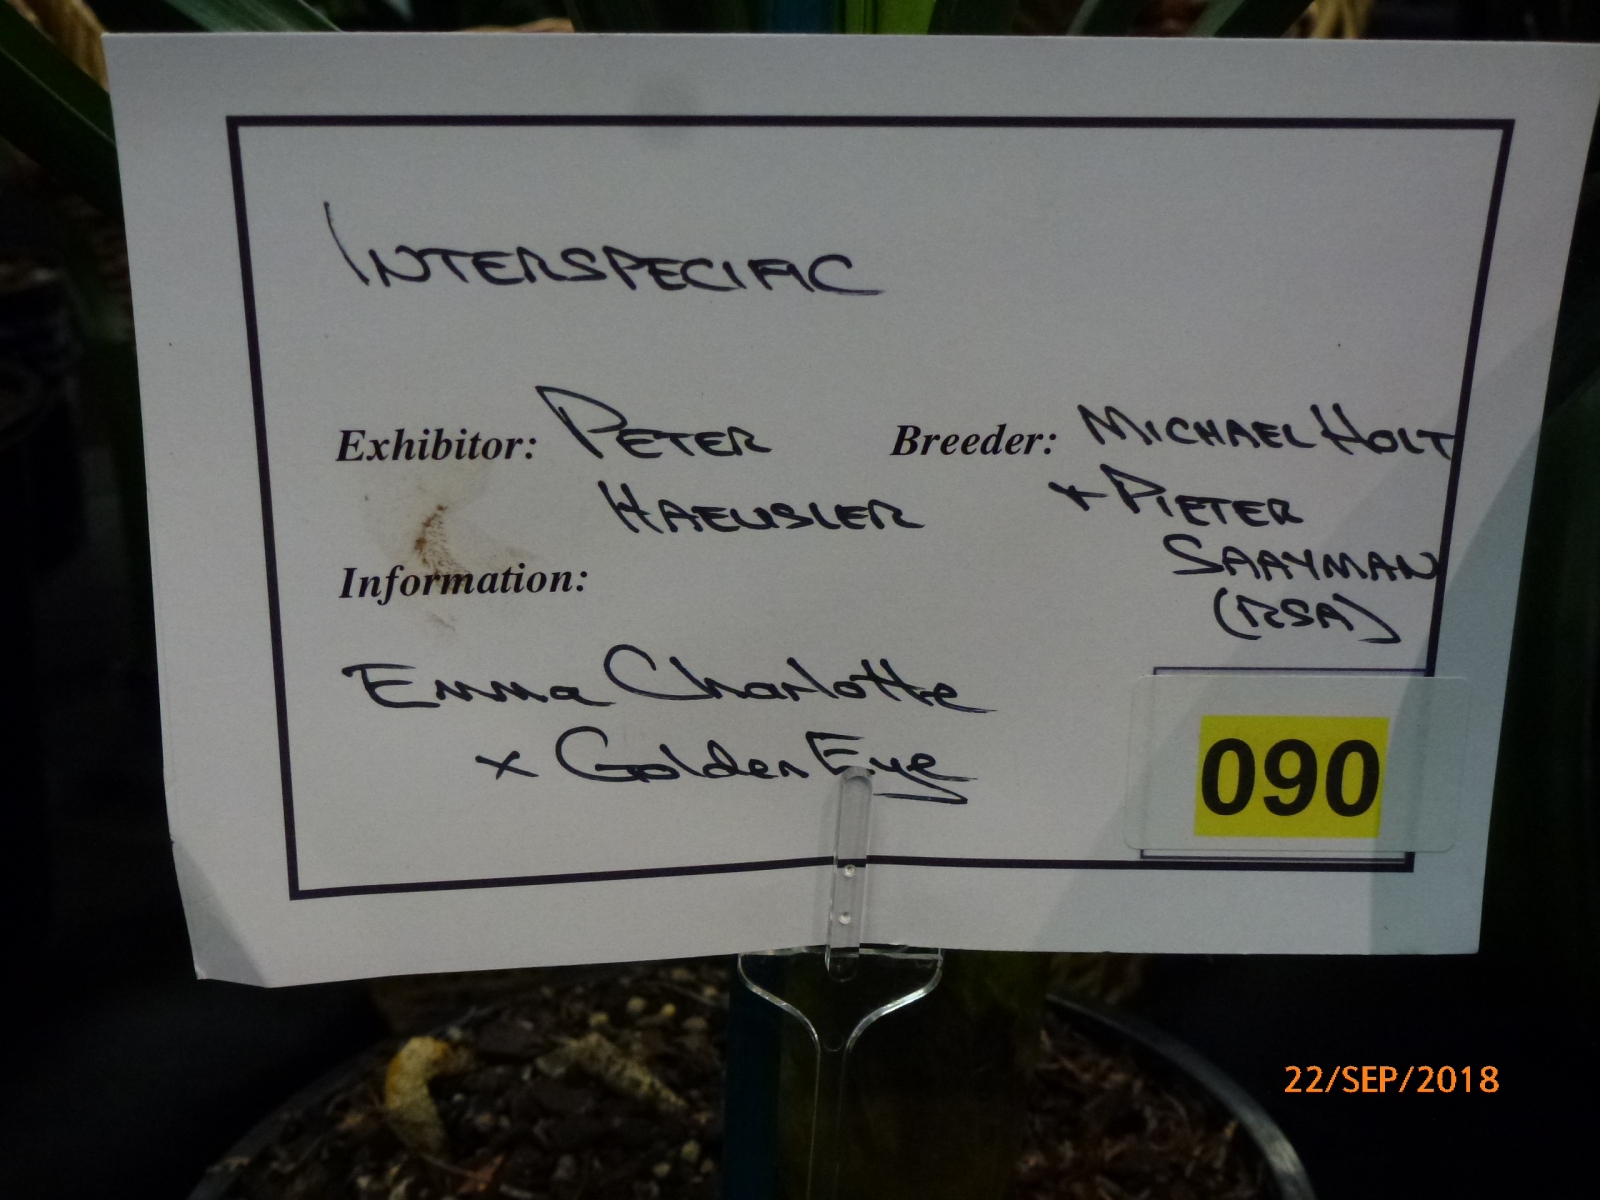 INTERSPECIFIC
Exhibitor: PETER
HAEUSLER
Breeder: MICHAEL HOLT
+ PIETER
SAAYMAN
(RSA)
Information:
Emma Charlotte
x Golden Eye
090
22/SEP/2018